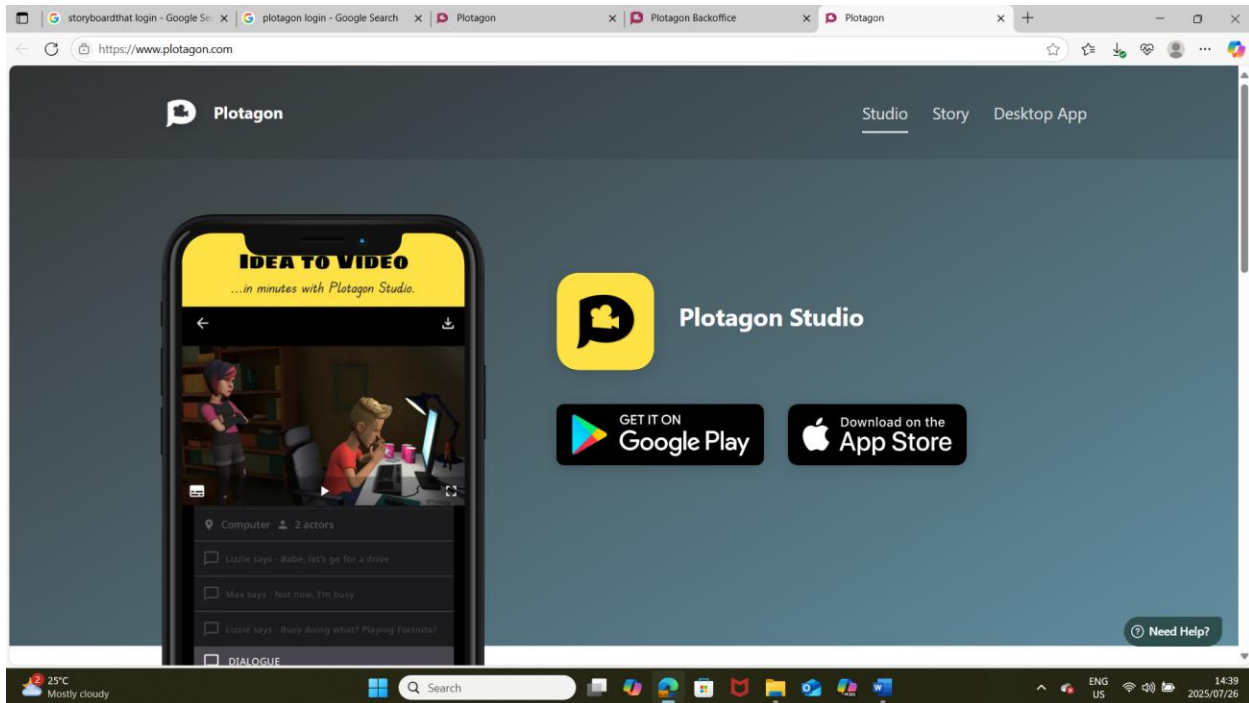 storyboardthat login - Google Se
plotagon login - Google Search
Plotagon
Plotagon Backoffice
Plotagon
https://www.plotagon.com
Plotagon
Studio Story Desktop App
IDEA TO VIDEO
...in minutes with Plotagon Studio.
Computer 2 actors
Lizzie says - Babe, let's go for a drive
Max says - Not now. I'm busy
Lizzie says - Busy doing what? Playing Fortnite?
DIALOGUE
Plotagon Studio
GET IT ON
Google Play
Download on the
App Store
Need Help?
2
25°C
Mostly cloudy
Search
ENG
US
14:39
2025/07/26